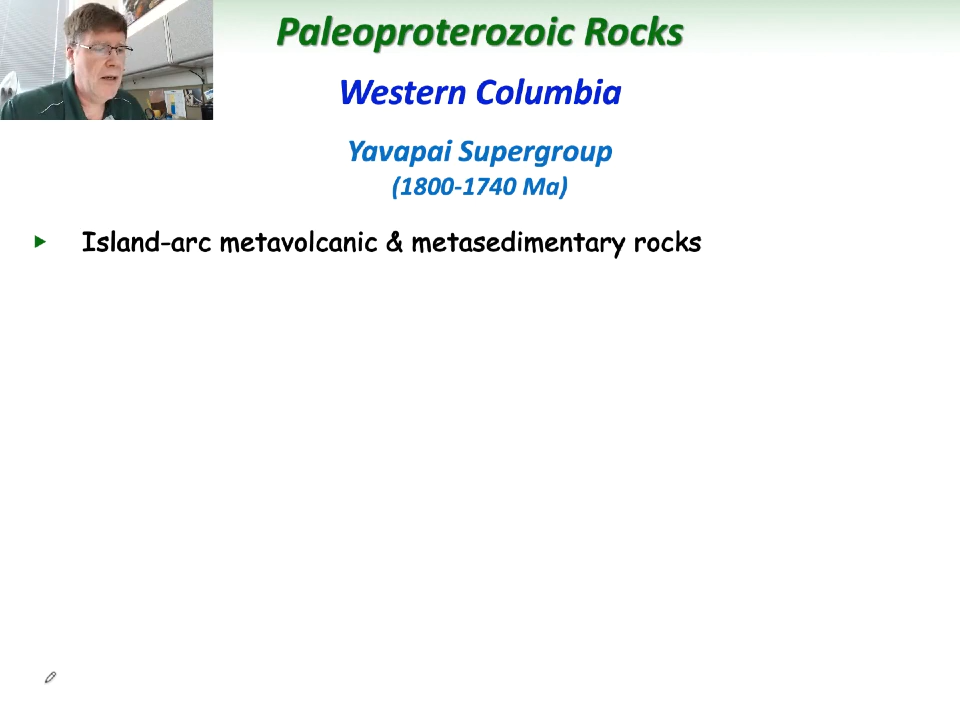 Paleoproterozoic Rocks
Western Columbia
Yavapai Supergroup
(1800-1740 Ma)
Island-arc metavolcanic & metasedimentary rocks